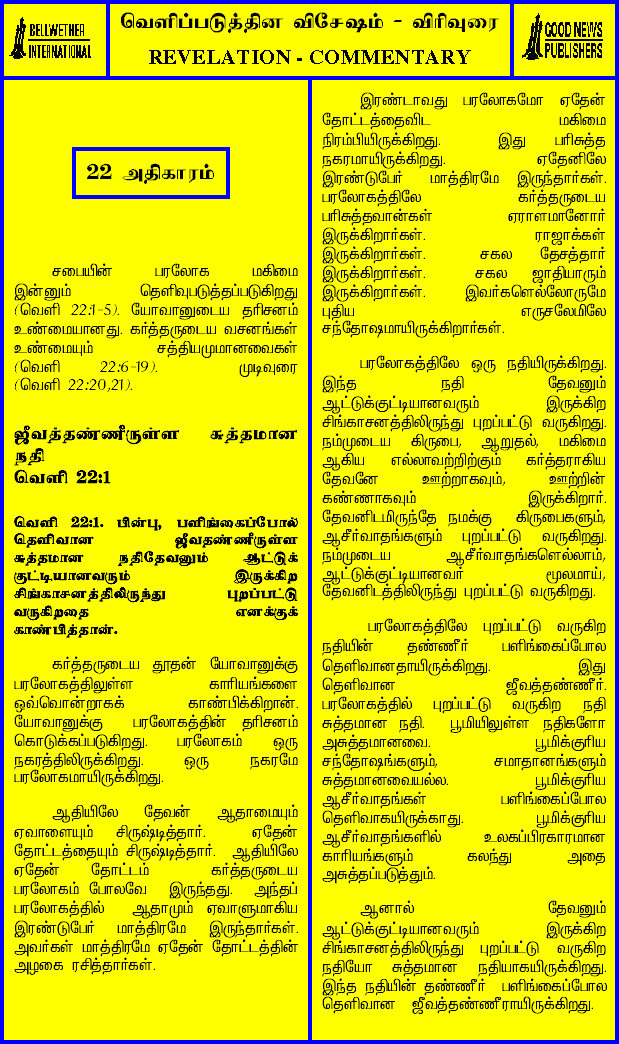 BELLWETHER
INTERNATIONAL
வெளிப்படுத்தின விசேஷம் - விரிவுரை
REVELATION - COMMENTARY
GOOD NEWS
PUBLISHERS
22 அதிகாரம்
சபையின் பரலோக மகிமை
இன்னும் தெளிவுபடுத்தப்படுகிறது
(வெளி 22:1-5). யோவானுடைய தரிசனம்
உண்மையானது. கர்த்தருடைய வசனங்கள்
உண்மையும் சத்தியமுமானவைகள்
(வெளி 22:6-19). முடிவுரை
(வெளி 22:20,21).
ஜீவத்தண்ணீருள்ள சுத்தமான
நதி
வெளி 22:1
வெளி 22:1. பின்பு, பளிங்கைப்போல்
தெளிவான ஜீவதண்ணீருள்ள
சுத்தமான நதிதேவனும் ஆட்டுக்
குட்டியானவரும் இருக்கிற
சிங்காசனத்திலிருந்து புறப்பட்டு
வருகிறதை எனக்குக்
காண்பித்தான்.
கர்த்தருடைய தூதன் யோவானுக்கு
பரலோகத்திலுள்ள காரியங்களை
ஒவ்வொன்றாகக் காண்பிக்கிறான்.
யோவானுக்கு பரலோகத்தின் தரிசனம்
கொடுக்கப்படுகிறது. பரலோகம் ஒரு
நகரத்திலிருக்கிறது. ஒரு நகரமே
பரலோகமாயிருக்கிறது.
ஆதியிலே தேவன் ஆதாமையும்
ஏவாளையும் சிருஷ்டித்தார். ஏதேன்
தோட்டத்தையும் சிருஷ்டித்தார். ஆதியிலே
ஏதேன் தோட்டம் கர்த்தருடைய
பரலோகம் போலவே இருந்தது. அந்தப்
பரலோகத்தில் ஆதாமும் ஏவாளுமாகிய
இரண்டுபேர் மாத்திரமே இருந்தார்கள்.
அவர்கள் மாத்திரமே ஏதேன் தோட்டத்தின்
அழகை ரசித்தார்கள்.
இரண்டாவது பரலோகமோ ஏதேன்
தோட்டத்தைவிட மகிமை
நிரம்பியிருக்கிறது. இது பரிசுத்த
நகரமாயிருக்கிறது. ஏதேனிலே
இரண்டுபேர் மாத்திரமே இருந்தார்கள்.
பரலோகத்திலே கர்த்தருடைய
பரிசுத்தவான்கள் ஏராளமானோர்
இருக்கிறார்கள். ராஜாக்கள்
இருக்கிறார்கள். சகல தேசத்தார்
இருக்கிறார்கள். சகல ஜாதியாரும்
இருக்கிறார்கள். இவர்களெல்லோருமே
புதிய எருசலேமிலே
சந்தோஷமாயிருக்கிறார்கள்.
பரலோகத்திலே ஒரு நதியிருக்கிறது.
இந்த நதி தேவனும்
ஆட்டுக்குட்டியானவரும் இருக்கிற
சிங்காசனத்திலிருந்து புறப்பட்டு வருகிறது.
நம்முடைய கிருபை, ஆறுதல், மகிமை
ஆகிய எல்லாவற்றிற்கும் கர்த்தராகிய
தேவனே ஊற்றாகவும், ஊற்றின்
கண்ணாகவும் இருக்கிறார்.
தேவனிடமிருந்தே நமக்கு கிருபைகளும்,
ஆசீர்வாதங்களும் புறப்பட்டு வருகிறது.
நம்முடைய ஆசீர்வாதங்களெல்லாம்,
ஆட்டுக்குட்டியானவர் மூலமாய்,
தேவனிடத்திலிருந்து புறப்பட்டு வருகிறது.
பரலோகத்திலே புறப்பட்டு வருகிற
நதியின் தண்ணீர் பளிங்கைப்போல
தெளிவானதாயிருக்கிறது. இது
தெளிவான ஜீவத்தண்ணீர்.
பரலோகத்தில் புறப்பட்டு வருகிற நதி
சுத்தமான நதி. பூமியிலுள்ள நதிகளோ
அசுத்தமானவை. பூமிக்குரிய
சந்தோஷங்களும், சமாதானங்களும்
சுத்தமானவையல்ல. பூமிக்குரிய
ஆசீர்வாதங்கள் பளிங்கைப்போல
தெளிவாகயிருக்காது. பூமிக்குரிய
ஆசீர்வாதங்களில் உலகப்பிரகாரமான
காரியங்களும் கலந்து அதை
அசுத்தப்படுத்தும்.
ஆனால் தேவனும்
ஆட்டுக்குட்டியானவரும் இருக்கிற
சிங்காசனத்திலிருந்து புறப்பட்டு வருகிற
நதியோ சுத்தமான நதியாகயிருக்கிறது.
இந்த நதியின் தண்ணீர் பளிங்கைப்போல
தெளிவான ஜீவத்தண்ணீராயிருக்கிறது.